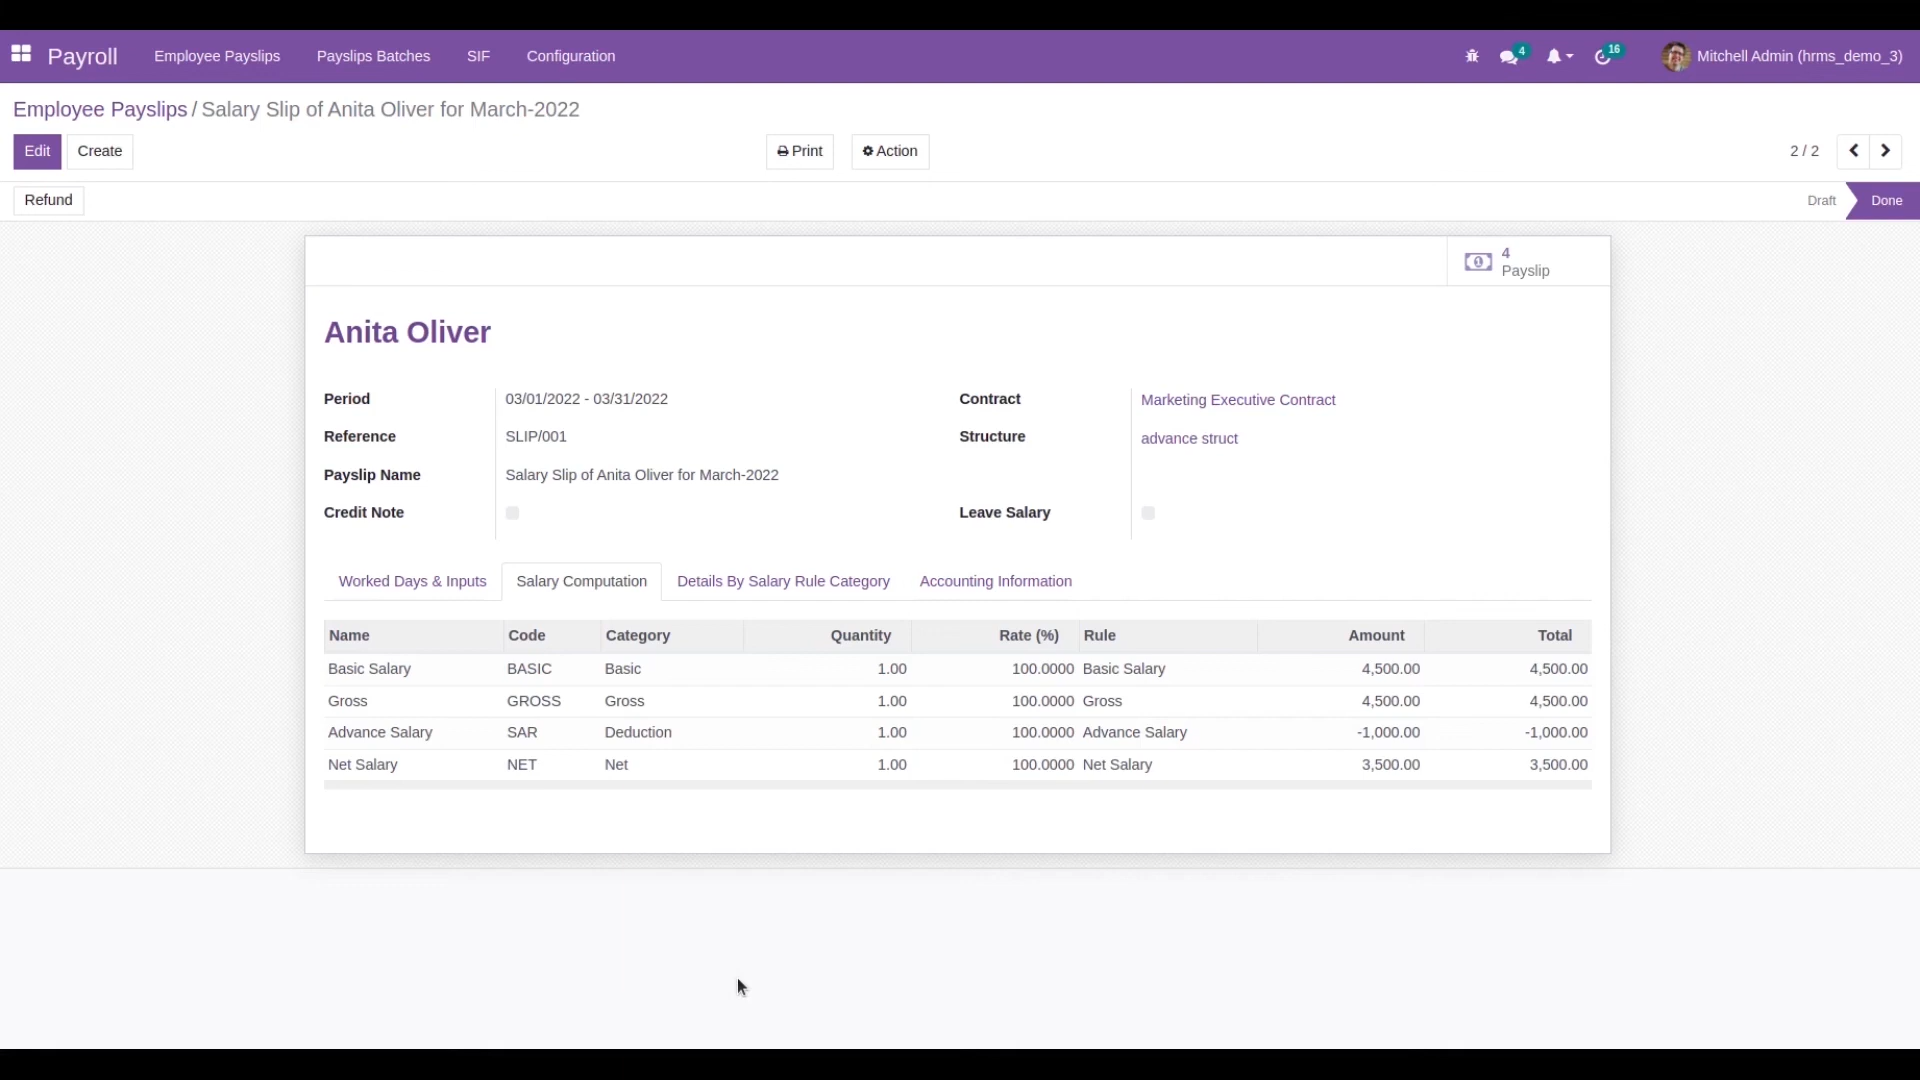 Payroll Employee Payslips Payslips Batches SIF Configuration 4 16 Mitchell Admin (hrms_demo_3)
Employee Payslips / Salary Slip of Anita Oliver for March-2022
Edit Create Print Action 2 / 2
Refund Draft Done
4
Payslip
Anita Oliver
Period 03/01/2022 - 03/31/2022 Contract Marketing Executive Contract
Reference SLIP/001 Structure advance struct
Payslip Name Salary Slip of Anita Oliver for March-2022
Credit Note Leave Salary
Worked Days & Inputs Salary Computation Details By Salary Rule Category Accounting Information
Name Code Category Quantity Rate (%) Rule Amount Total
Basic Salary BASIC Basic 1.00 100.0000 Basic Salary 4,500.00 4,500.00
Gross GROSS Gross 1.00 100.0000 Gross 4,500.00 4,500.00
Advance Salary SAR Deduction 1.00 100.0000 Advance Salary -1,000.00 -1,000.00
Net Salary NET Net 1.00 100.0000 Net Salary 3,500.00 3,500.00